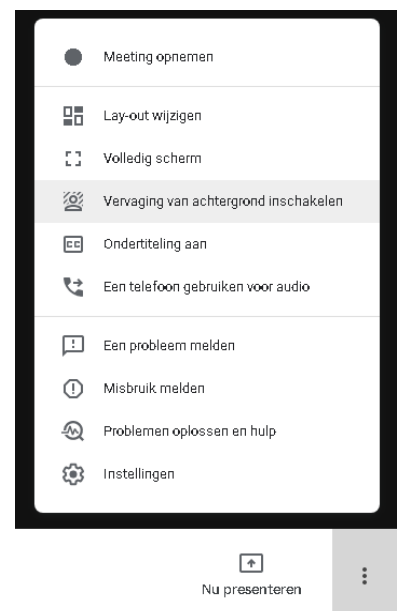 Meeting opnemen
Lay-out wijzigen
Volledig scherm
Vervaging van achtergrond inschakelen
CC Ondertiteling aan
Een telefoon gebruiken voor audio
Een probleem melden
Misbruik melden
Problemen oplossen en hulp
Instellingen
Nu presenteren